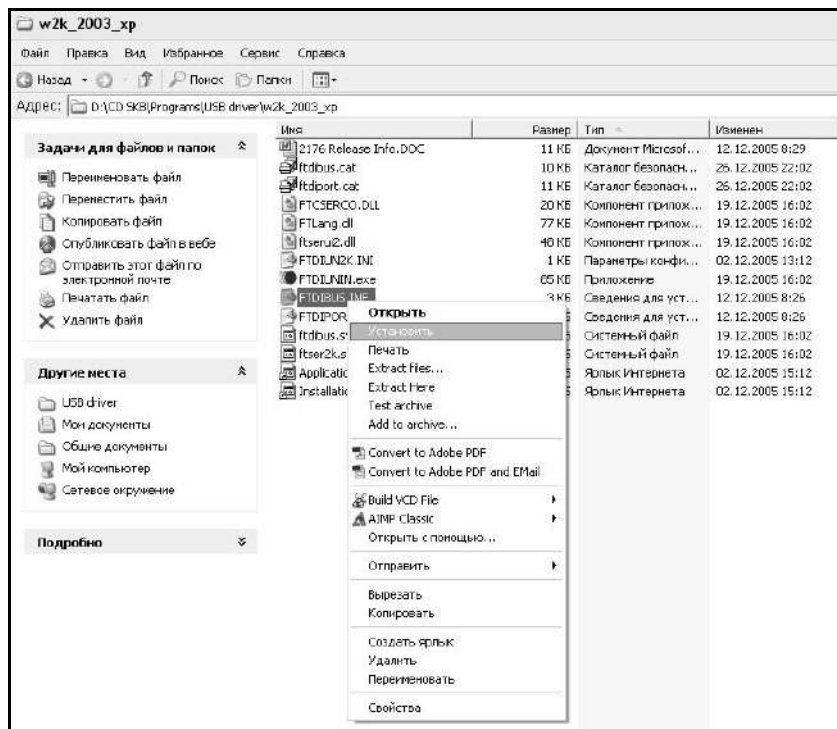 w2k_2003_xp
Файл Правка Вид Избранное Сервис Справка
Назад Поиск Папки
Адрес: D:\CD SKB\Programs\USB driver\w2k_2003_xp
Задачи для файлов и папок
Переименовать файл
Переместить файл
Копировать файл
Опубликовать файл в вебе
Отправить этот файл по
электронной почте
Печатать файл
Удалить файл
Другие места
USB driver
Мои документы
Общие документы
Мой компьютер
Сетевое окружение
Подробно
Имя Размер Тип Изменен
2176 Release Info.DOC 11 КБ Документ Microsof... 12.12.2005 8:29
ftdibus.cat 10 КБ Каталог безопасн... 26.12.2005 22:02
ftdiport.cat 11 КБ Каталог безопасн... 26.12.2005 22:02
FTCSERCO.DLL 20 КБ Компонент прилож... 19.12.2005 16:02
FTLang.dll 77 КБ Компонент прилож... 19.12.2005 16:02
ftserui2.dll 48 КБ Компонент прилож... 19.12.2005 16:02
FTDIUN2K.INI 1 КБ Параметры конфи... 02.12.2005 13:12
FTDIUNIN.exe 65 КБ Приложение 19.12.2005 16:02
FTDIBUS.INF 3 КБ Сведения для уст... 12.12.2005 8:26
FTDIPOR Сведения для уст... 12.12.2005 8:26
ftdibus.s Системный файл 19.12.2005 16:02
ftser2k.s Системный файл 19.12.2005 16:02
Applicatio Ярлык Интернета 02.12.2005 15:12
Installatio Ярлык Интернета 02.12.2005 15:12
Открыть
Установить
Печать
Extract files...
Extract Here
Test archive
Add to archive...
Convert to Adobe PDF
Convert to Adobe PDF and EMail
Build VCD File
AIMP Classic
Открыть с помощью...
Отправить
Вырезать
Копировать
Создать ярлык
Удалить
Переименовать
Свойства